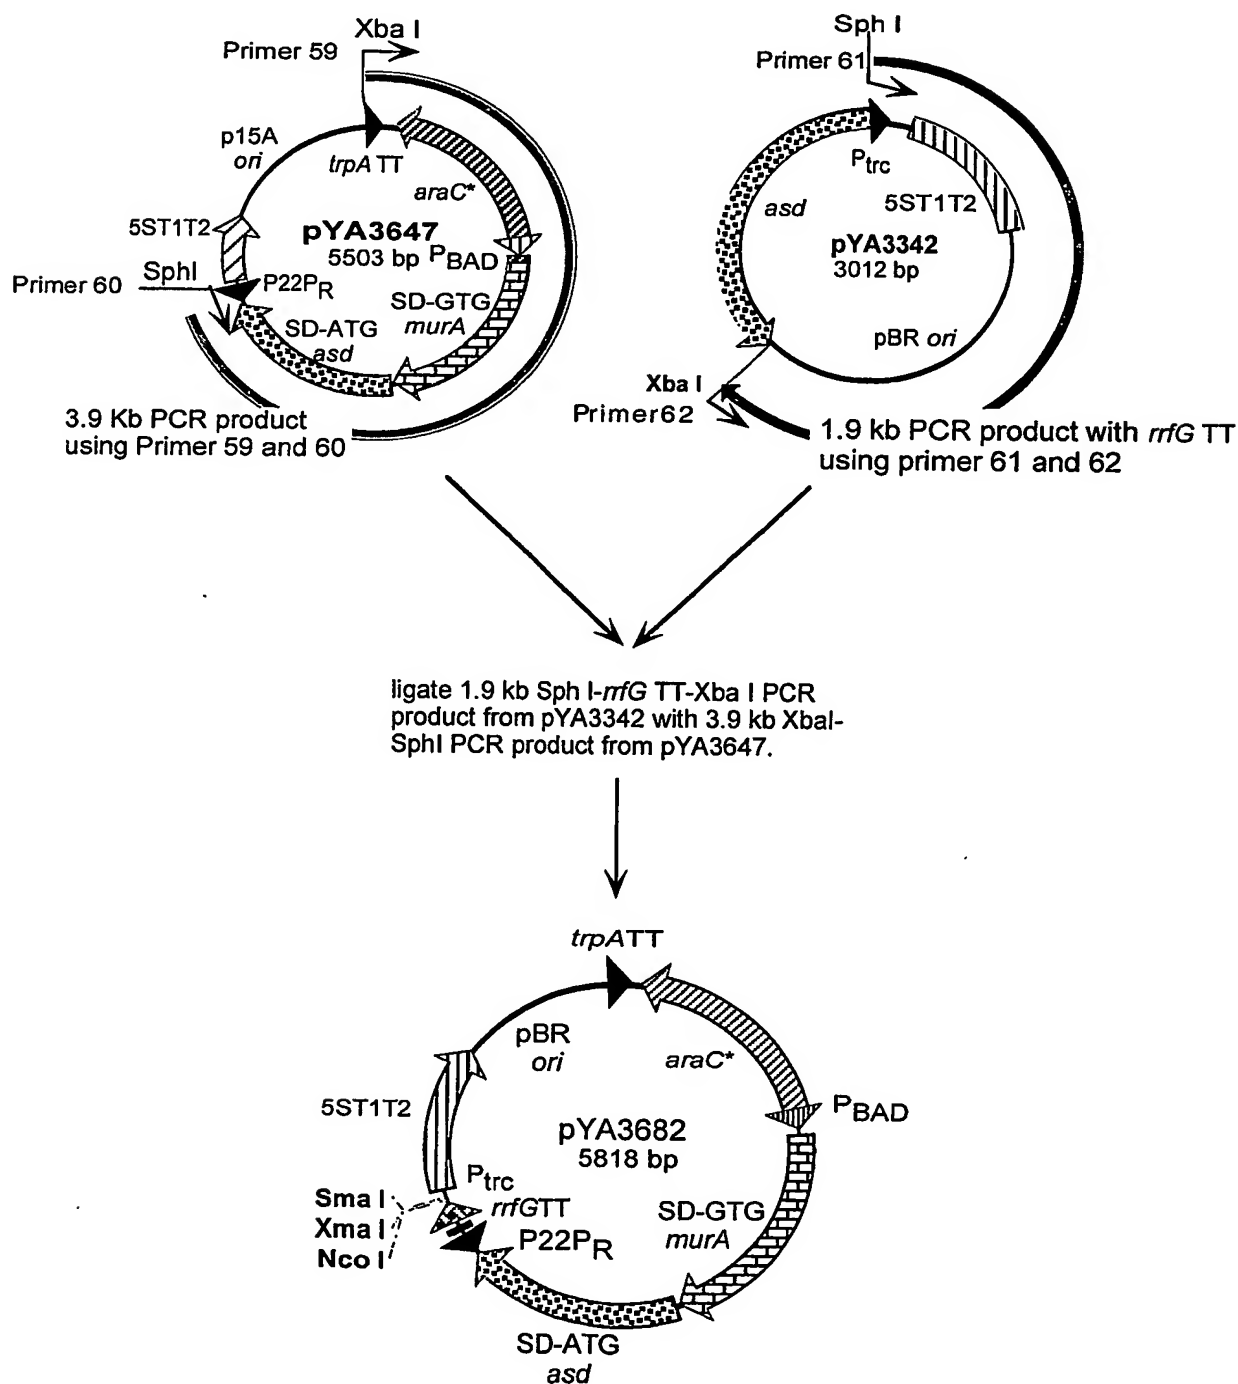 Xba I
Primer 59
p15A
ori
trpA TT
araC*
5ST1T2
pYA3647
5503 bp
PBAD
SphI
Primer 60
P22PR
SD-GTG
murA
SD-ATG
asd
3.9 Kb PCR product
using Primer 59 and 60
Sph I
Primer 61
Ptrc
asd
5ST1T2
pYA3342
3012 bp
pBR ori
Xba I
Primer62
1.9 kb PCR product with rrfG TT
using primer 61 and 62
ligate 1.9 kb Sph I-rrfG TT-Xba I PCR
product from pYA3342 with 3.9 kb XbaI-
SphI PCR product from pYA3647.
trpATT
pBR
ori
araC*
5ST1T2
PBAD
pYA3682
5818 bp
Ptrc
Sma I
rrfGTT
Xma I
P22PR
Nco I
SD-GTG
murA
SD-ATG
asd